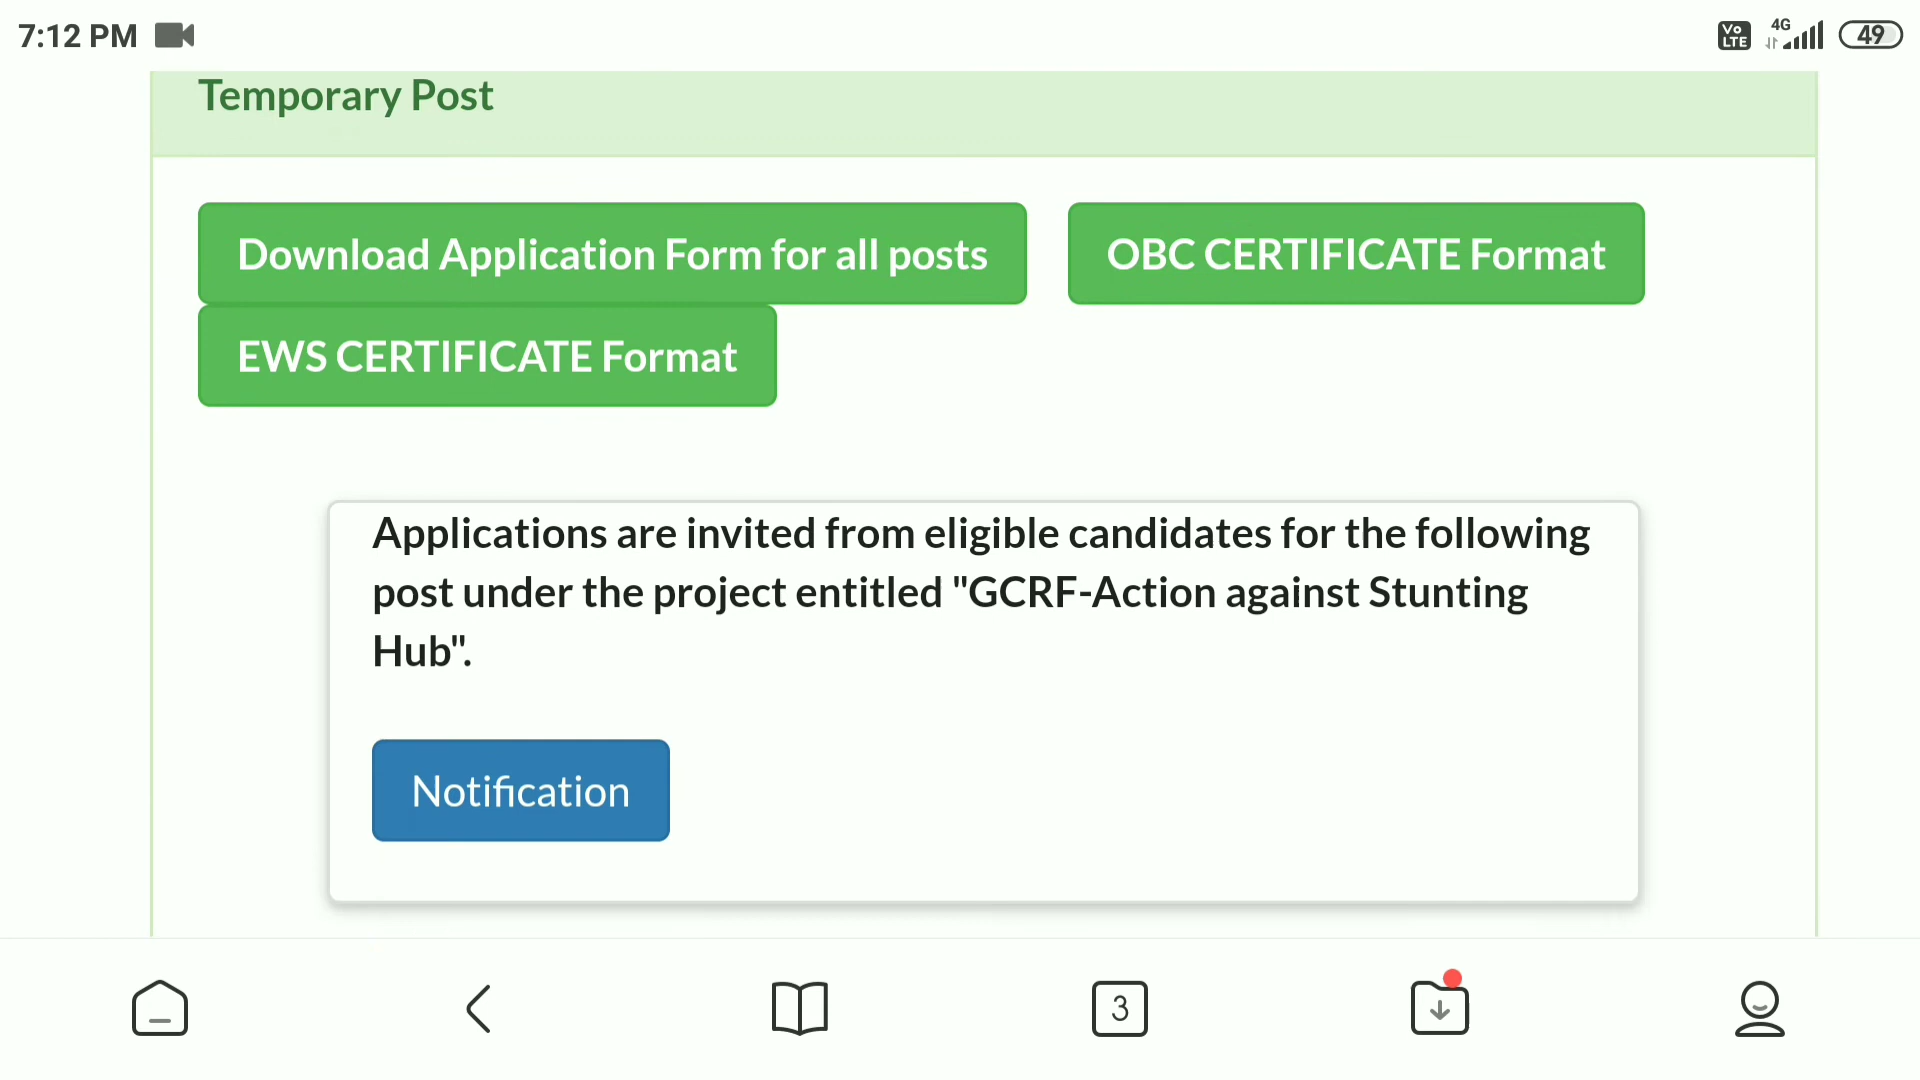 7:12 PM
Vo LTE
4G
49
Temporary Post
Download Application Form for all posts
OBC CERTIFICATE Format
EWS CERTIFICATE Format
Applications are invited from eligible candidates for the following
post under the project entitled "GCRF-Action against Stunting
Hub".
Notification
3